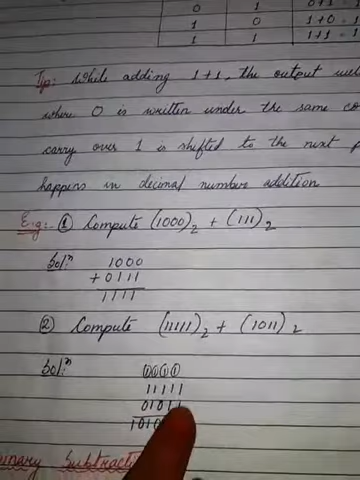 0 1 0+1 =
1 0 1+0 = 1
1 1 1+1 = 1
Tip: While adding 1+1, the output
where 0 is written under the same
carry over 1 is shifted to the next
happens in decimal number addition
E.g: ① Compute (1000)₂ + (111)₂
Solⁿ: 1000
+ 0111
1111
② Compute (11111)₂ + (1011)₂
Solⁿ: ①①①①
11111
0101
1010